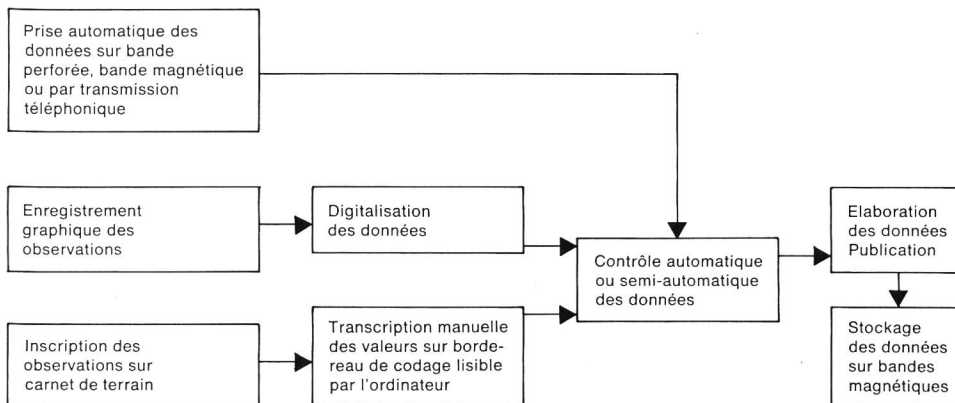 Prise automatique des
données sur bande
perforée, bande magnétique
ou par transmission
téléphonique
Enregistrement
graphique des
observations
Digitalisation
des données
Contrôle automatique
ou semi-automatique
des données
Elaboration
des données
Publication
Inscription des
observations sur
carnet de terrain
Transcription manuelle
des valeurs sur borde-
reau de codage lisible
par l'ordinateur
Stockage
des données
sur bandes
magnétiques